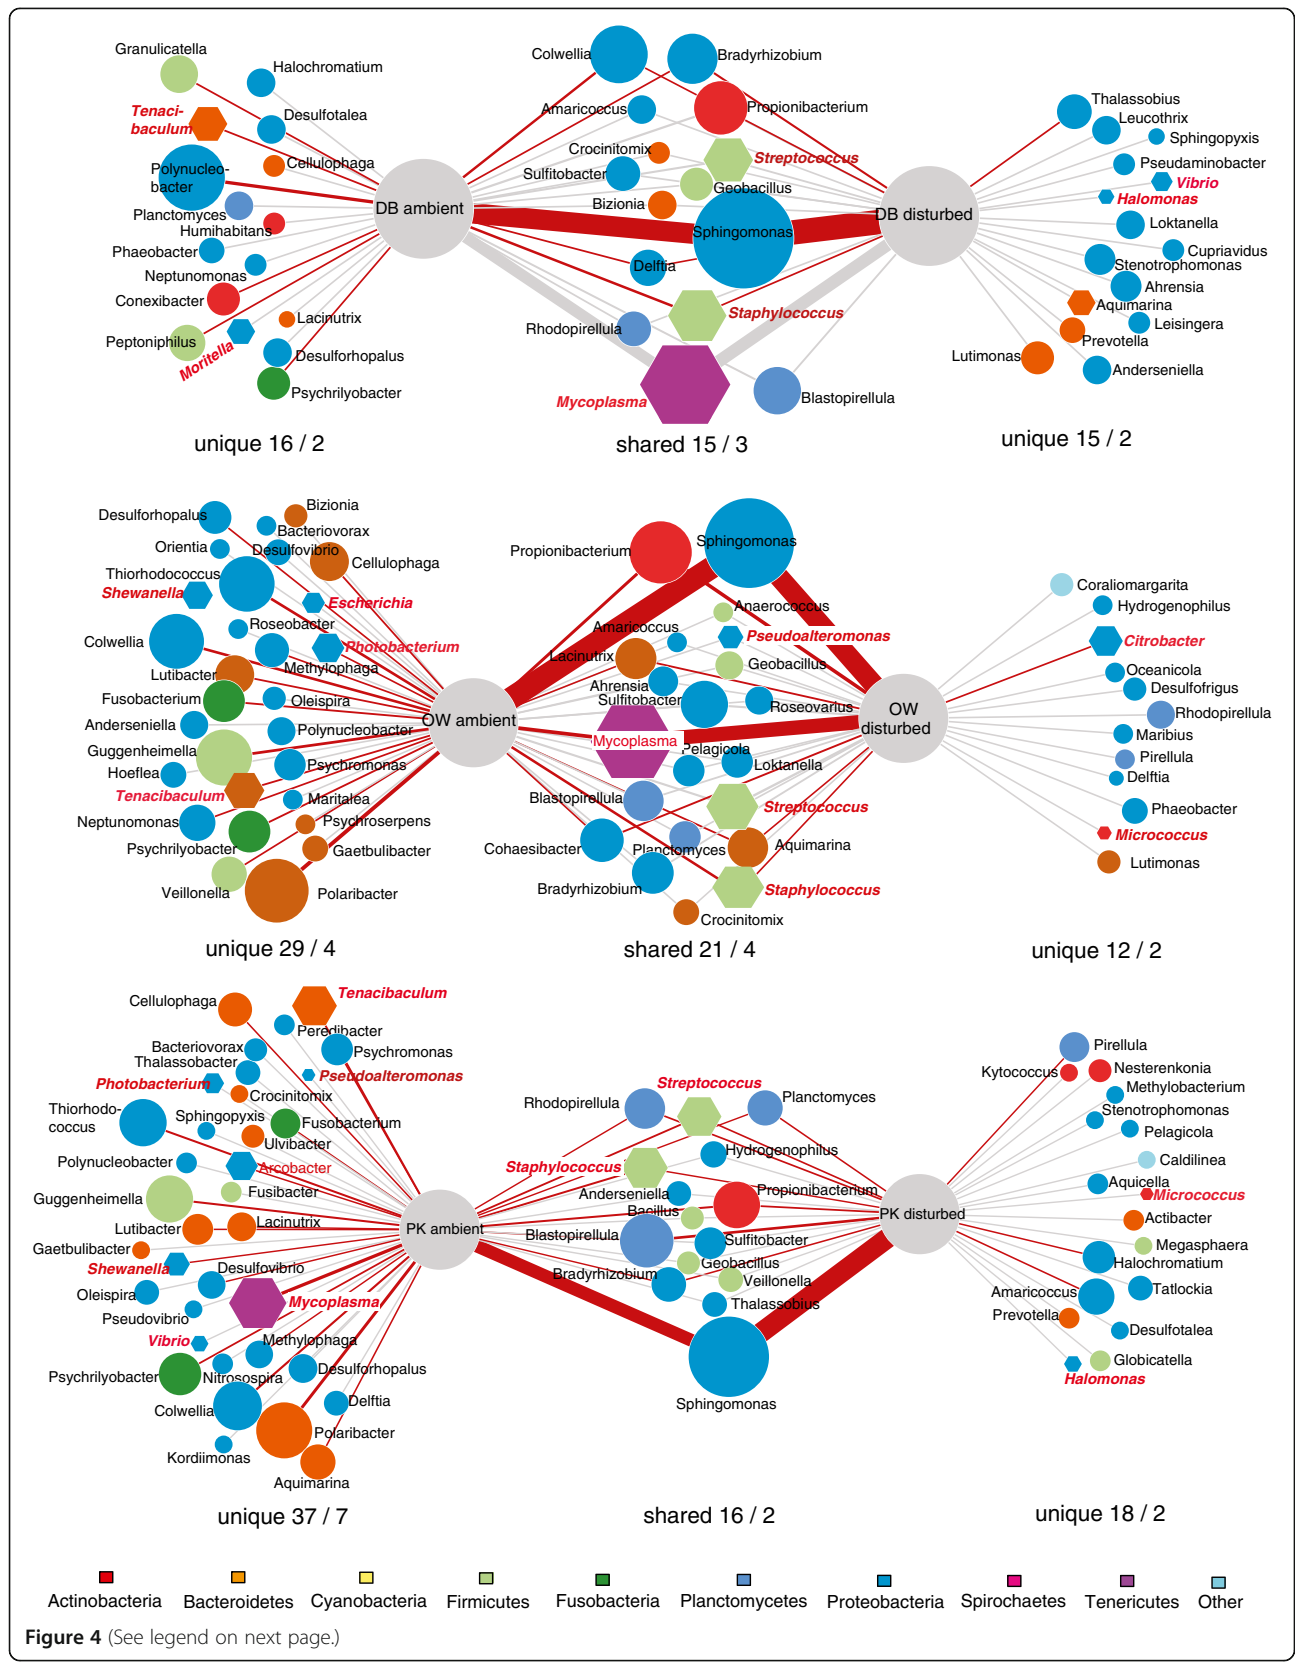 Granulicatella
Halochromatium
Tenaci-
baculum
Desulfotalea
Cellulophaga
Polynucleo-
bacter
Planctomyces
Humihabitans
Phaeobacter
Neptunomonas
Conexibacter
Lacinutrix
Peptoniphilus
Moritella
Desulforhopalus
Psychrilyobacter
DB ambient
unique 16 / 2
Colwellia
Bradyrhizobium
Amaricoccus
Propionibacterium
Crocinitomix
Streptococcus
Sulfitobacter
Geobacillus
Bizionia
Sphingomonas
Delftia
Staphylococcus
Rhodopirellula
Mycoplasma
Blastopirellula
shared 15 / 3
DB disturbed
Thalassobius
Leucothrix
Sphingopyxis
Pseudaminobacter
Vibrio
Halomonas
Loktanella
Cupriavidus
Stenotrophomonas
Ahrensia
Aquimarina
Leisingera
Prevotella
Lutimonas
Anderseniella
unique 15 / 2
Bizionia
Desulforhopalus
Bacteriovorax
Orientia
Desulfovibrio
Cellulophaga
Thiorhodococcus
Shewanella
Escherichia
Roseobacter
Colwellia
Photobacterium
Methylophaga
Lutibacter
Fusobacterium
Oleispira
Anderseniella
Polynucleobacter
Guggenheimella
Psychromonas
Hoeflea
Tenacibaculum
Maritalea
Neptunomonas
Psychroserpens
Psychrilyobacter
Gaetbulibacter
Veillonella
Polaribacter
OW ambient
unique 29 / 4
Propionibacterium
Sphingomonas
Anaerococcus
Amaricoccus
Pseudoalteromonas
Lacinutrix
Geobacillus
Ahrensia
Sulfitobacter
Roseovarius
Mycoplasma
Pelagicola
Loktanella
Blastopirellula
Streptococcus
Cohaesibacter
Planctomyces
Aquimarina
Bradyrhizobium
Staphylococcus
Crocinitomix
shared 21 / 4
OW
disturbed
Coraliomargarita
Hydrogenophilus
Citrobacter
Oceanicola
Desulfofrigus
Rhodopirellula
Maribius
Pirellula
Delftia
Phaeobacter
Micrococcus
Lutimonas
unique 12 / 2
Tenacibaculum
Cellulophaga
Peredibacter
Bacteriovorax
Psychromonas
Thalassobacter
Pseudoalteromonas
Photobacterium
Crocinitomix
Thiorhodo-
coccus
Sphingopyxis
Fusobacterium
Ulvibacter
Polynucleobacter
Arcobacter
Guggenheimella
Fusibacter
Lutibacter
Lacinutrix
Gaetbulibacter
Shewanella
Desulfovibrio
Oleispira
Mycoplasma
Pseudovibrio
Vibrio
Methylophaga
Psychrilyobacter
Nitrosospira
Desulforhopalus
Colwellia
Delftia
Polaribacter
Kordiimonas
Aquimarina
PK ambient
unique 37 / 7
Streptococcus
Rhodopirellula
Planctomyces
Hydrogenophilus
Staphylococcus
Anderseniella
Propionibacterium
Bacillus
Blastopirellula
Sulfitobacter
Geobacillus
Bradyrhizobium
Veillonella
Thalassobius
Sphingomonas
shared 16 / 2
PK disturbed
Pirellula
Kytococcus
Nesterenkonia
Methylobacterium
Stenotrophomonas
Pelagicola
Caldilinea
Aquicella
Micrococcus
Actibacter
Megasphaera
Halochromatium
Amaricoccus
Tatlockia
Prevotella
Desulfotalea
Globicatella
Halomonas
unique 18 / 2
Actinobacteria Bacteroidetes Cyanobacteria Firmicutes Fusobacteria Planctomycetes Proteobacteria Spirochaetes Tenericutes Other
Figure 4 (See legend on next page.)